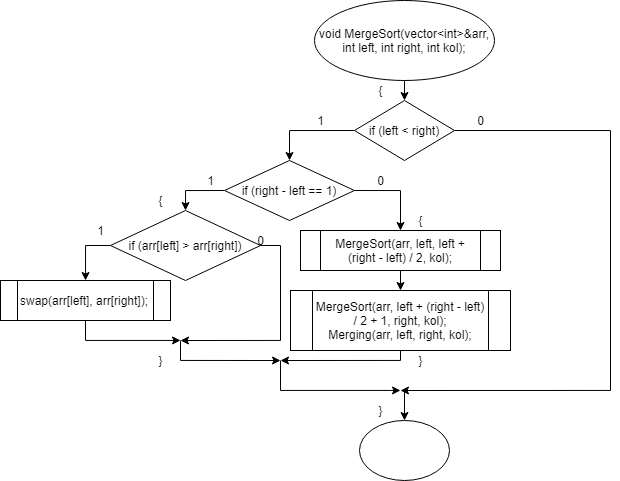 void MergeSort(vector<int>&arr,
int left, int right, int kol);
{
if (left < right)
1
0
if (right - left == 1)
1
0
{
{
if (arr[left] > arr[right])
1
0
MergeSort(arr, left, left +
(right - left) / 2, kol);
swap(arr[left], arr[right]);
MergeSort(arr, left + (right - left)
/ 2 + 1, right, kol);
Merging(arr, left, right, kol);
}
}
}